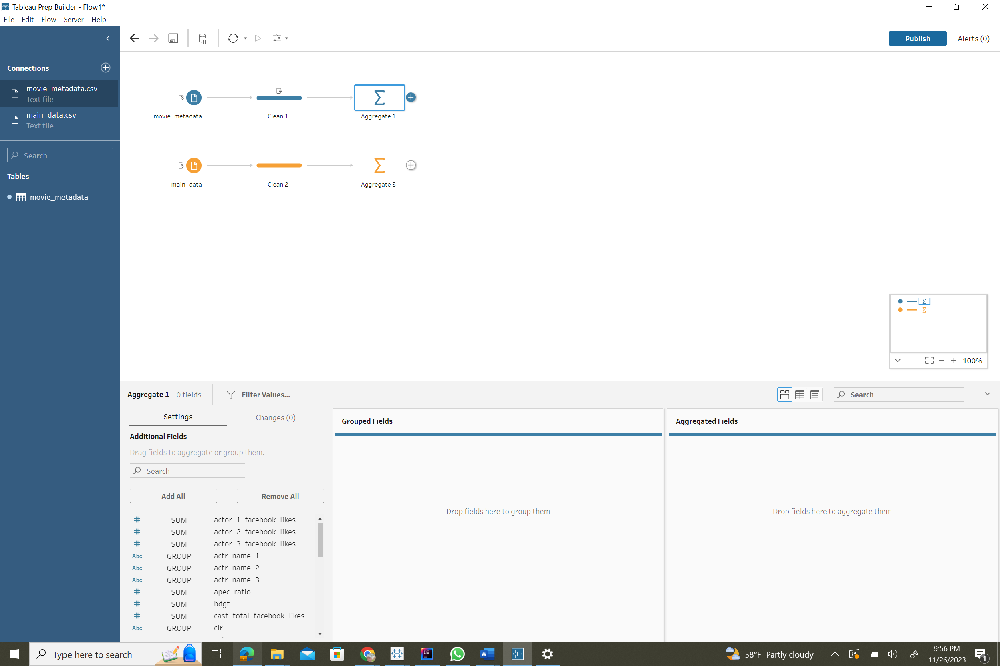 Tableau Prep Builder - Flow1*
File Edit Flow Server Help
Publish
Alerts (0)
Connections
movie_metadata.csv
Text file
main_data.csv
Text file
Search
Tables
movie_metadata
movie_metadata
Clean 1
Aggregate 1
main_data
Clean 2
Aggregate 3
100%
Aggregate 1 0 fields
Filter Values...
Search
Settings
Changes (0)
Additional Fields
Drag fields to aggregate or group them.
Search
Add All
Remove All
# SUM actor_1_facebook_likes
# SUM actor_2_facebook_likes
# SUM actor_3_facebook_likes
Abc GROUP actr_name_1
Abc GROUP actr_name_2
Abc GROUP actr_name_3
# SUM apec_ratio
# SUM bdgt
# SUM cast_total_facebook_likes
Abc GROUP clr
Grouped Fields
Drop fields here to group them
Aggregated Fields
Drop fields here to aggregate them
Type here to search
58°F Partly cloudy
9:56 PM
11/26/2023
1